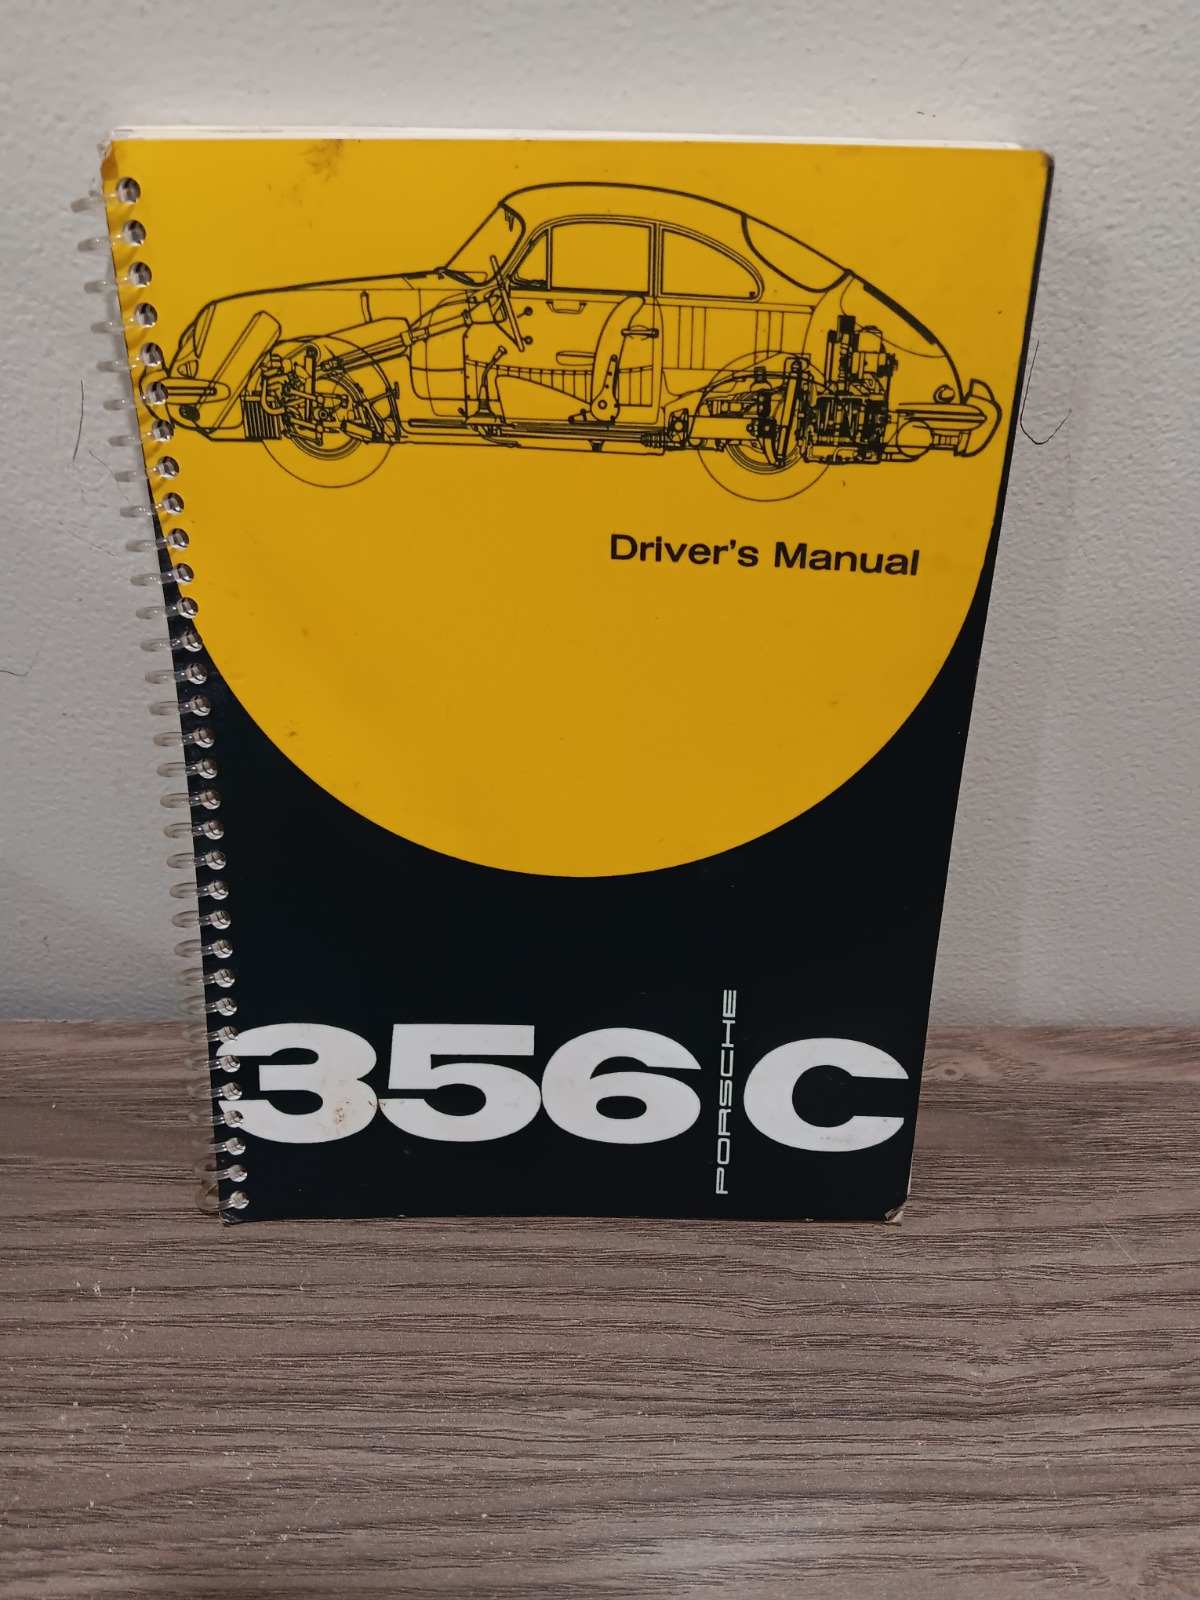 Driver's Manual
356 PORSCHE C